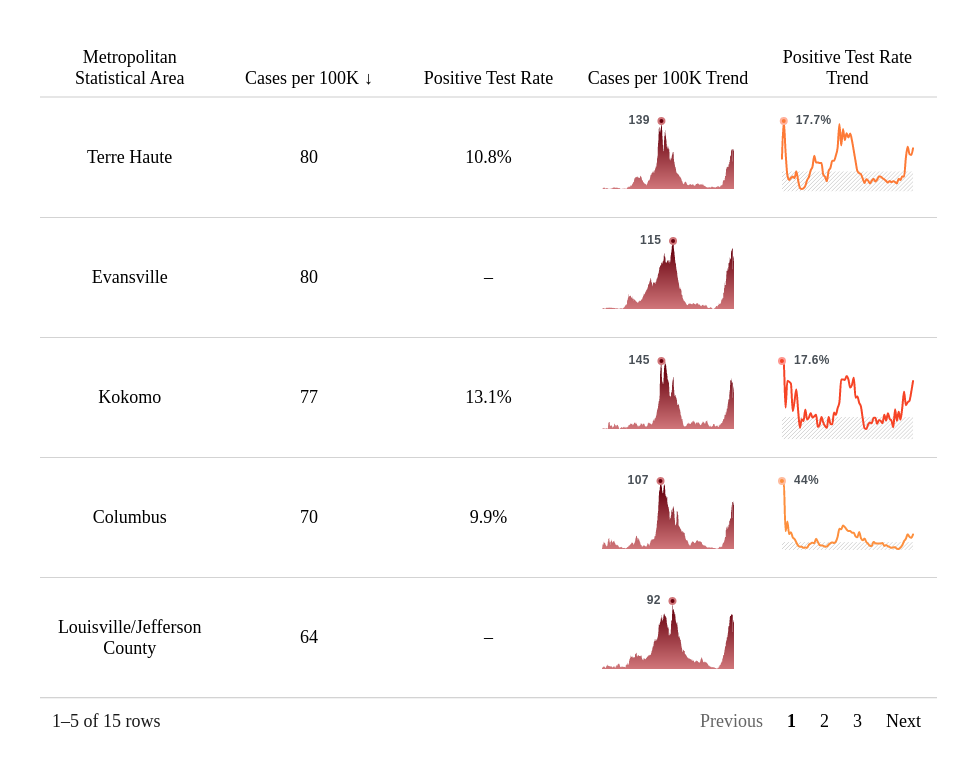 Metropolitan
Statistical Area
Cases per 100K ↓
Positive Test Rate
Cases per 100K Trend
Positive Test Rate
Trend
Terre Haute
80
10.8%
139
17.7%
Evansville
80
–
115
Kokomo
77
13.1%
145
17.6%
Columbus
70
9.9%
107
44%
Louisville/Jefferson
County
64
–
92
1–5 of 15 rows
Previous 1 2 3 Next